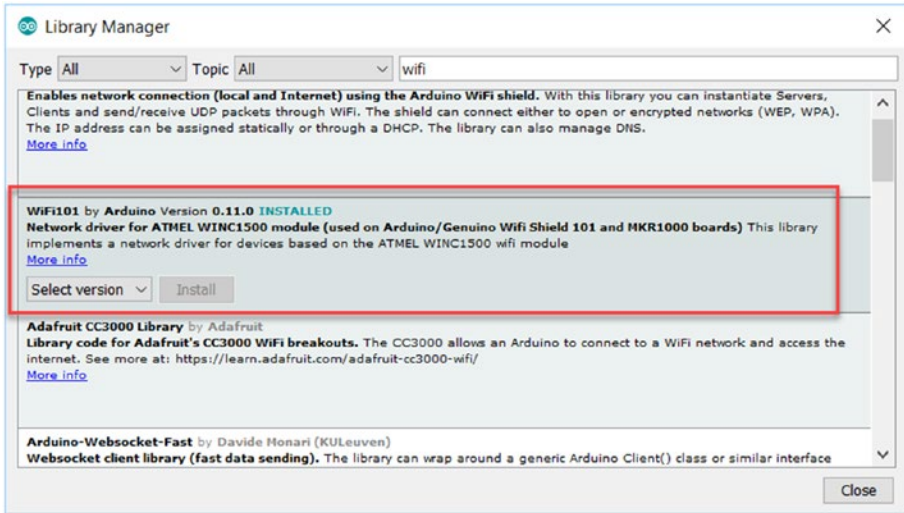 Library Manager
Type All Topic All wifi
Enables network connection (local and Internet) using the Arduino WiFi shield. With this library you can instantiate Servers,
Clients and send/receive UDP packets through WiFi. The shield can connect either to open or encrypted networks (WEP, WPA).
The IP address can be assigned statically or through a DHCP. The library can also manage DNS.
More info
WiFi101 by Arduino Version 0.11.0 INSTALLED
Network driver for ATMEL WINC1500 module (used on Arduino/Genuino Wifi Shield 101 and MKR1000 boards) This library
implements a network driver for devices based on the ATMEL WINC1500 wifi module
More info
Select version Install
Adafruit CC3000 Library by Adafruit
Library code for Adafruit's CC3000 WiFi breakouts. The CC3000 allows an Arduino to connect to a WiFi network and access the
internet. See more at: https://learn.adafruit.com/adafruit-cc3000-wifi/
More info
Arduino-Websocket-Fast by Davide Monari (KULeuven)
Websocket client library (fast data sending). The library can wrap around a generic Arduino Client() class or similar interface
Close